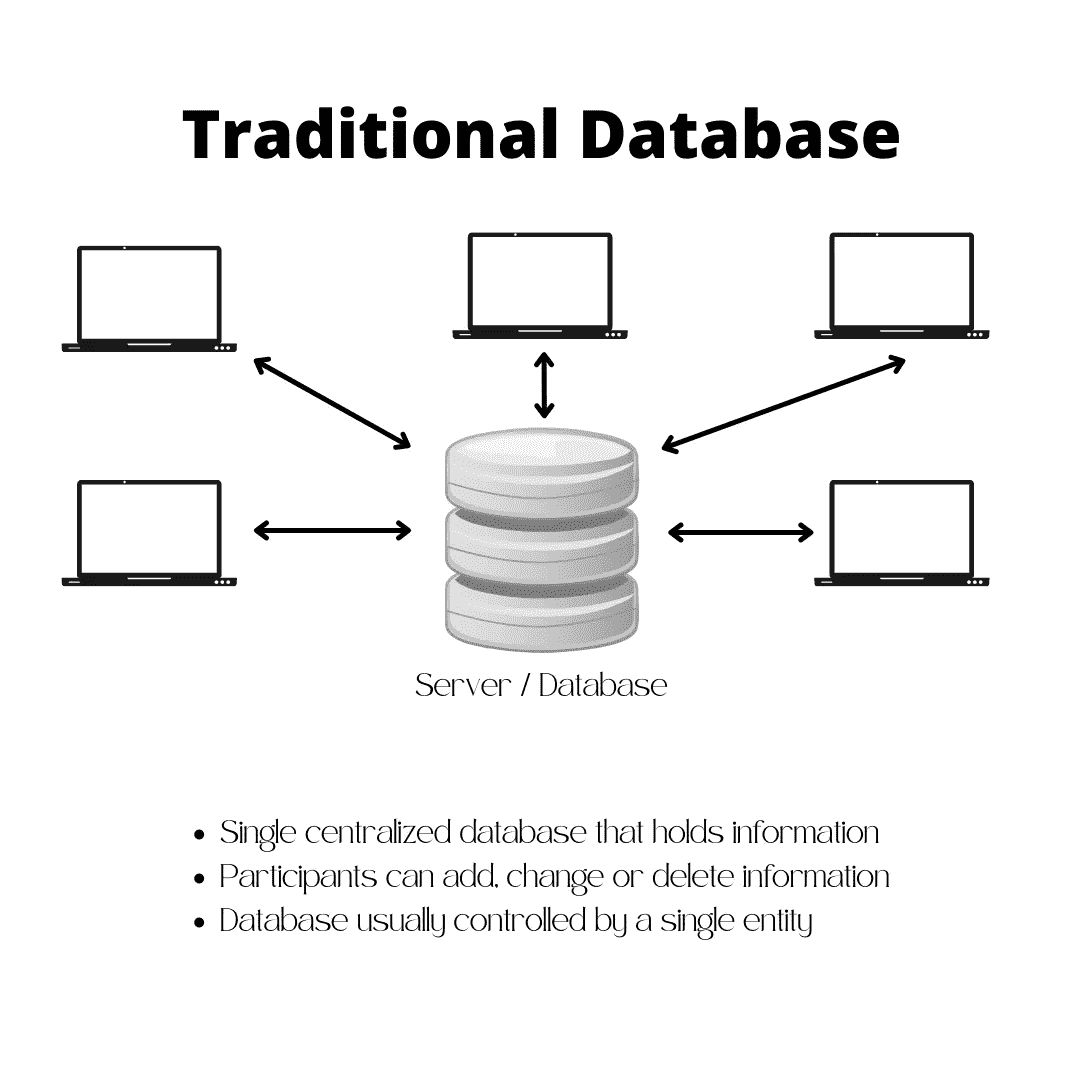 Traditional Database
Server / Database
• Single centralized database that holds information
• Participants can add, change or delete information
• Database usually controlled by a single entity